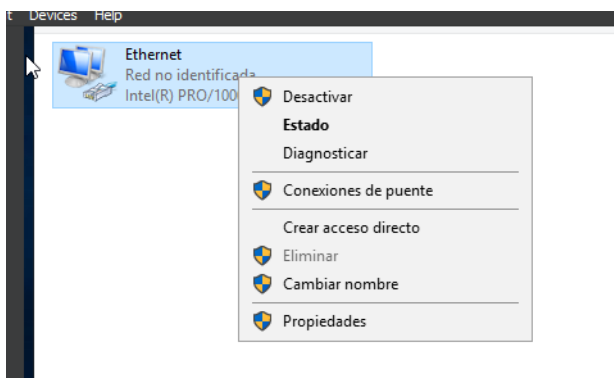 t Devices Help
Ethernet
Red no identificada
Intel(R) PRO/100
Desactivar
Estado
Diagnosticar
Conexiones de puente
Crear acceso directo
Eliminar
Cambiar nombre
Propiedades